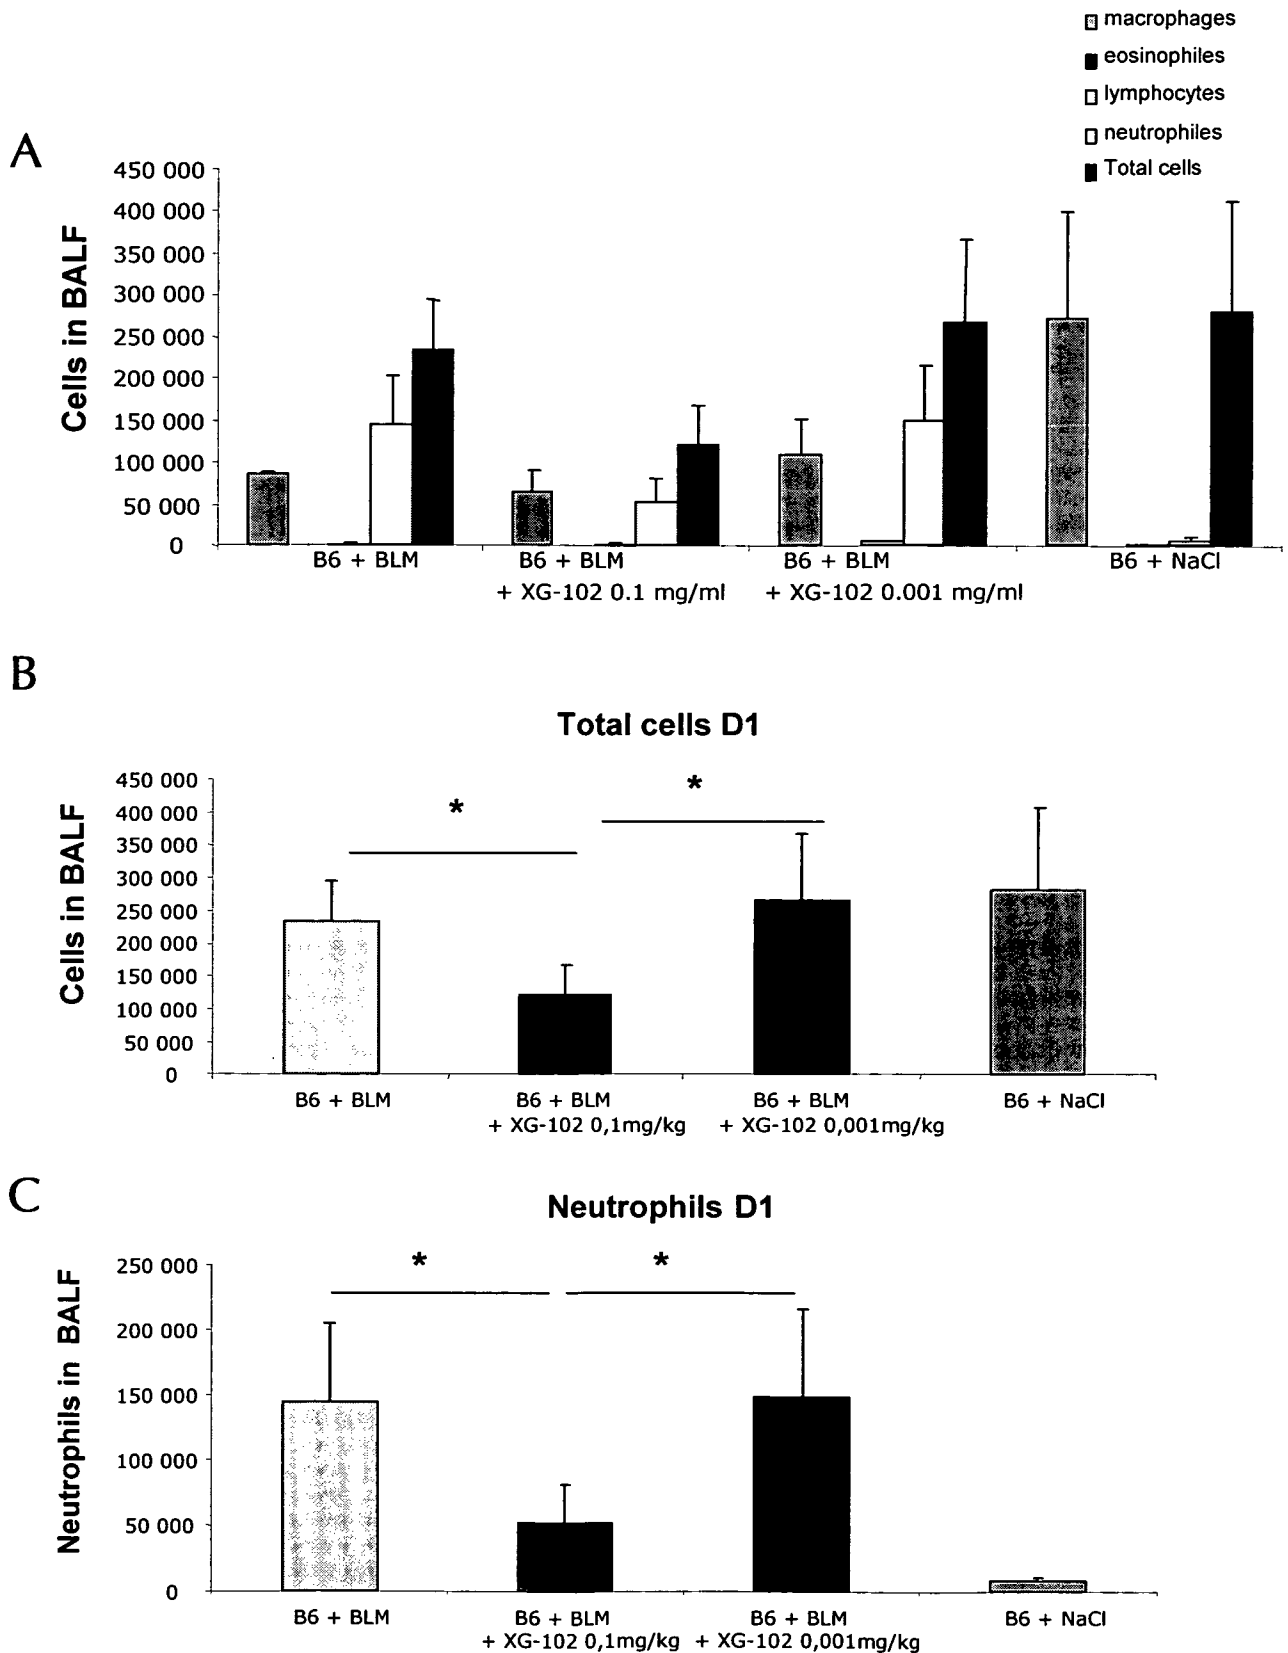 macrophages
eosinophiles
lymphocytes
neutrophiles
Total cells
A
Cells in BALF
450 000
400 000
350 000
300 000
250 000
200 000
150 000
100 000
50 000
0
B6 + BLM
B6 + BLM
+ XG-102 0.1 mg/ml
B6 + BLM
+ XG-102 0.001 mg/ml
B6 + NaCl
B
Total cells D1
Cells in BALF
450 000
400 000
350 000
300 000
250 000
200 000
150 000
100 000
50 000
0
*
*
B6 + BLM
B6 + BLM
+ XG-102 0,1mg/kg
B6 + BLM
+ XG-102 0,001mg/kg
B6 + NaCl
C
Neutrophils D1
Neutrophils in BALF
250 000
200 000
150 000
100 000
50 000
0
*
*
B6 + BLM
B6 + BLM
+ XG-102 0,1mg/kg
B6 + BLM
+ XG-102 0,001mg/kg
B6 + NaCl